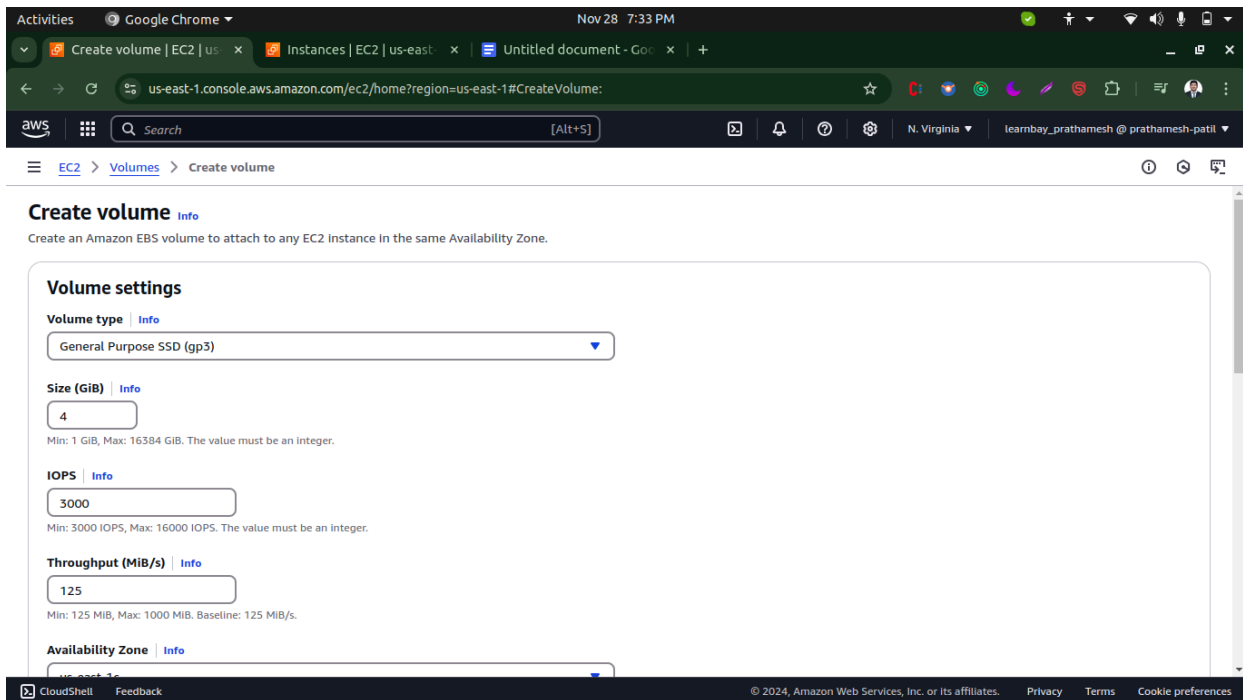 Activities Google Chrome Nov 28 7:33 PM
Create volume | EC2 | us Instances | EC2 | us-east- Untitled document - Goo
us-east-1.console.aws.amazon.com/ec2/home?region=us-east-1#CreateVolume:
aws Search [Alt+S] N. Virginia learnbay_prathamesh @ prathamesh-patil
EC2 > Volumes > Create volume
Create volume Info
Create an Amazon EBS volume to attach to any EC2 instance in the same Availability Zone.
Volume settings
Volume type Info
General Purpose SSD (gp3)
Size (GiB) Info
4
Min: 1 GiB, Max: 16384 GiB. The value must be an integer.
IOPS Info
3000
Min: 3000 IOPS, Max: 16000 IOPS. The value must be an integer.
Throughput (MiB/s) Info
125
Min: 125 MiB, Max: 1000 MiB. Baseline: 125 MiB/s.
Availability Zone Info
CloudShell Feedback © 2024, Amazon Web Services, Inc. or its affiliates. Privacy Terms Cookie preferences